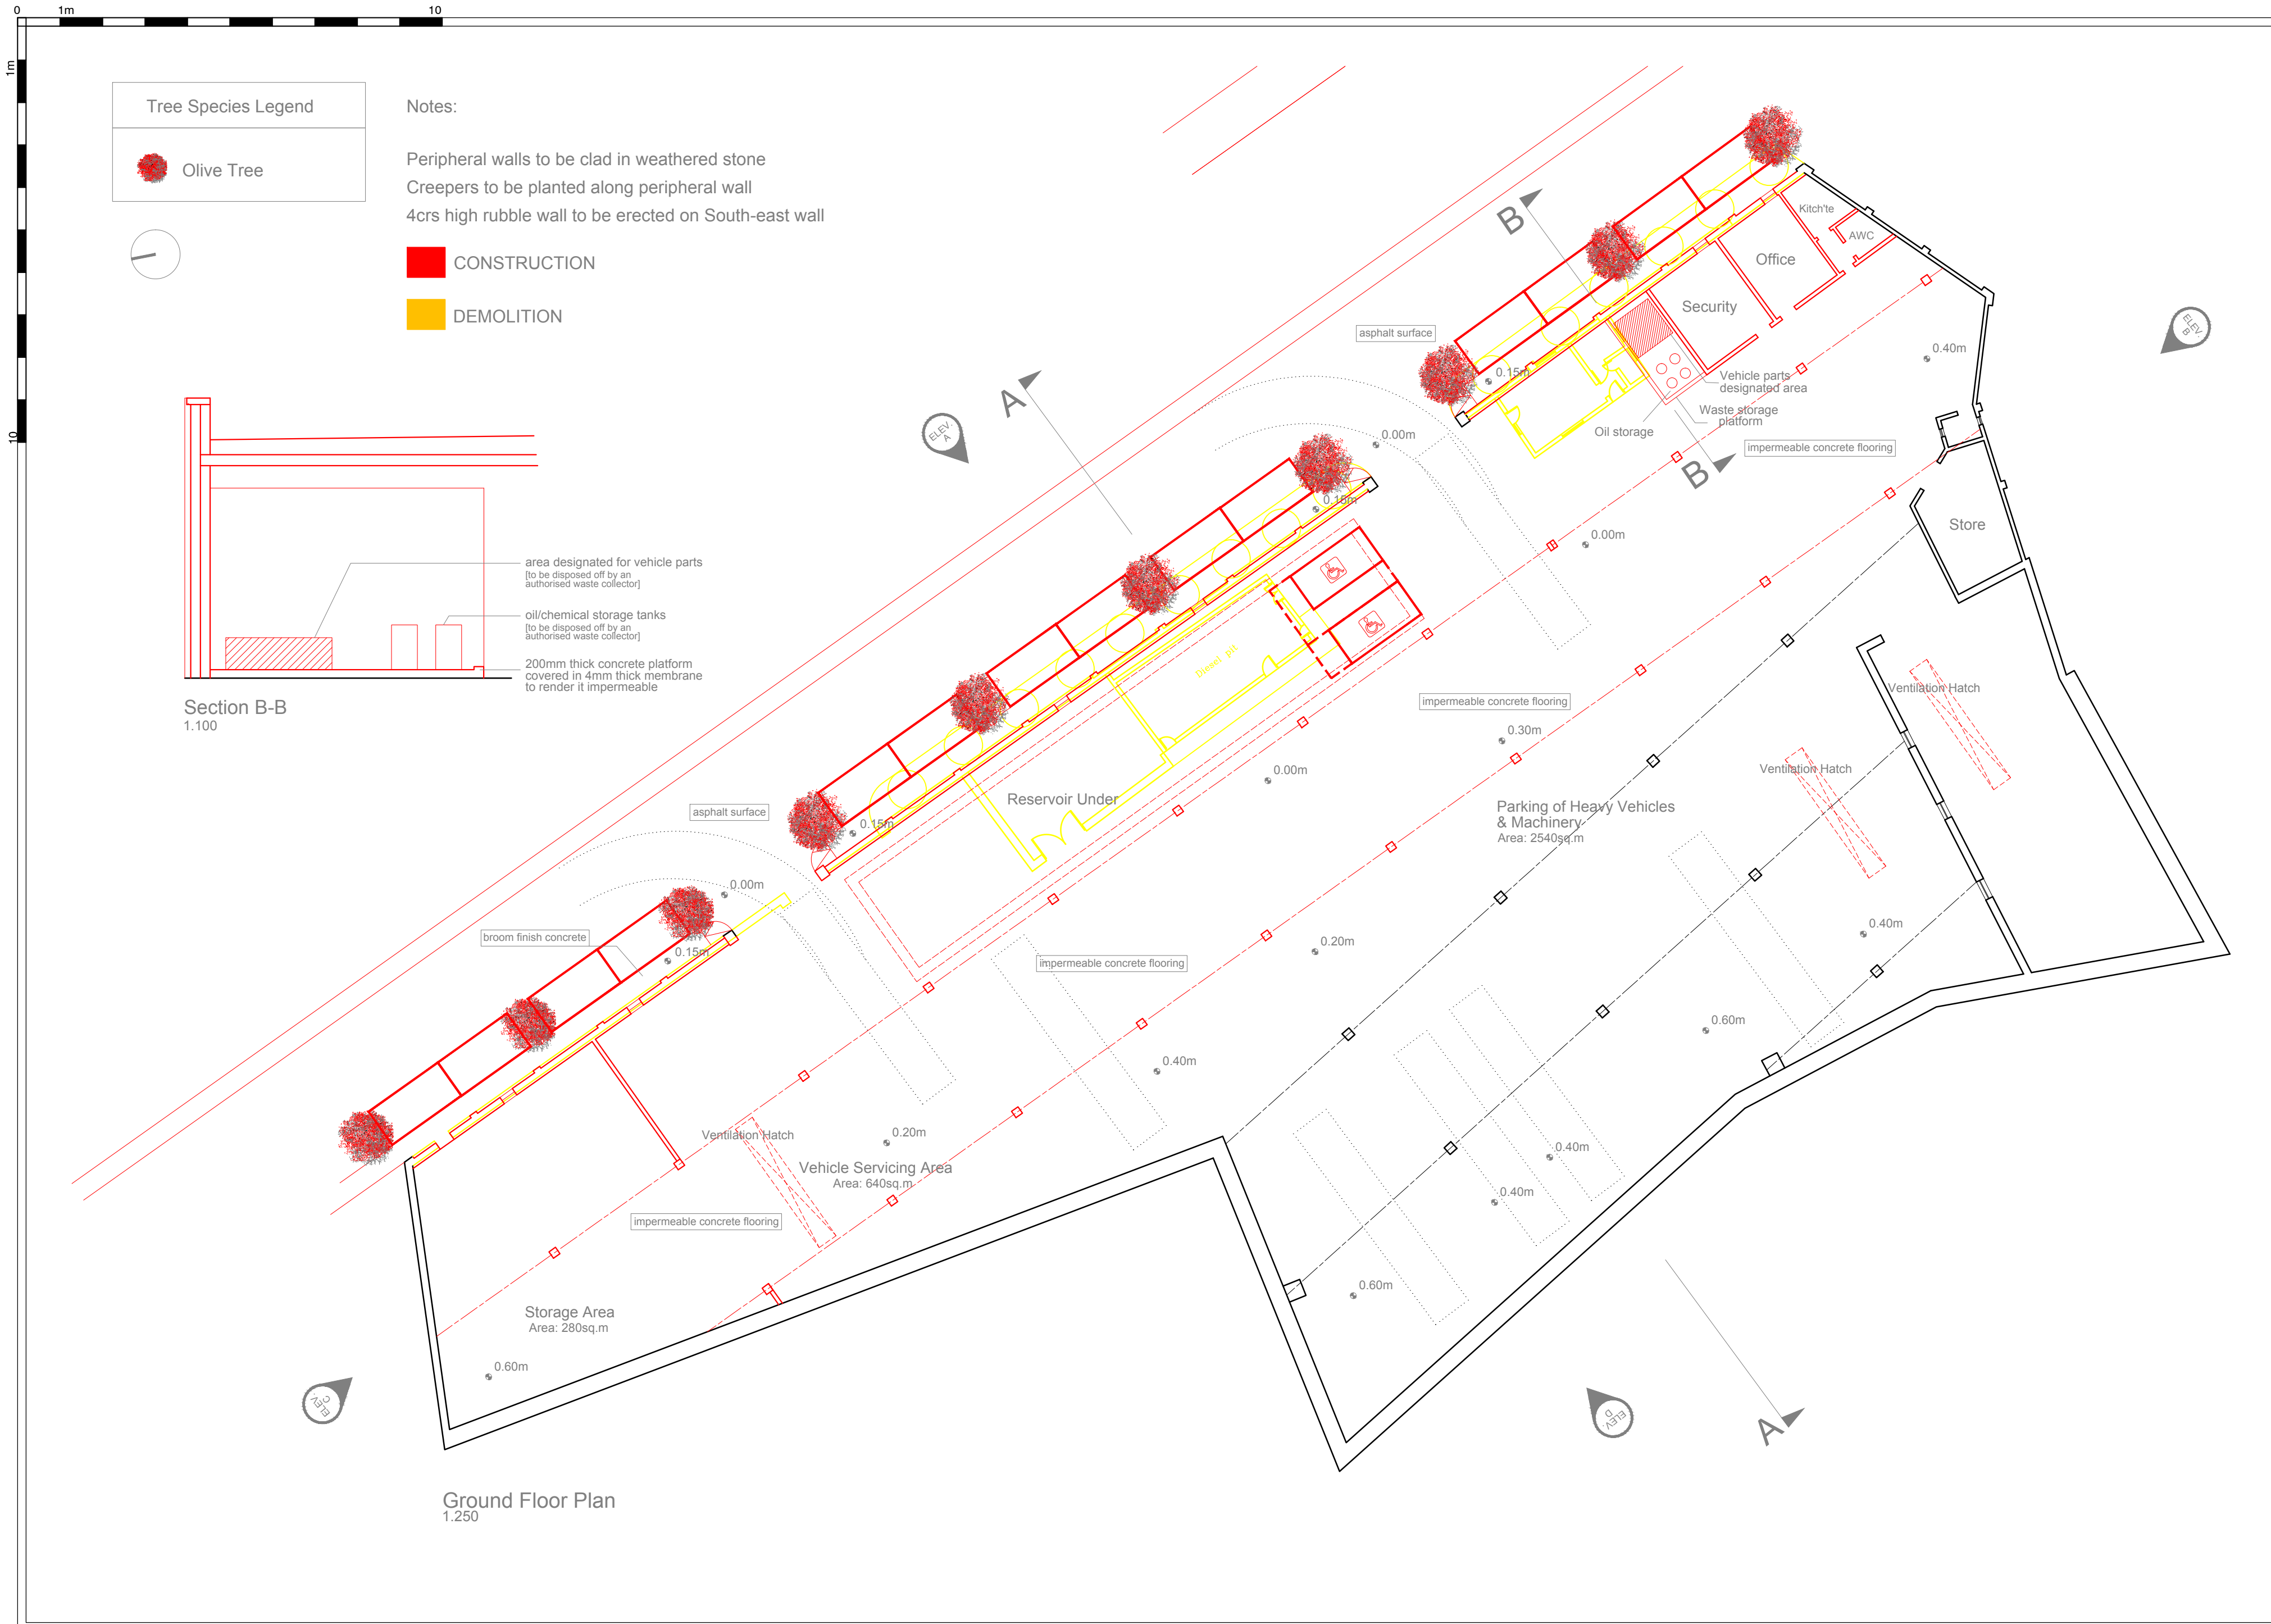 0 1m 10
1m
10
Tree Species Legend
Olive Tree
Notes:
Peripheral walls to be clad in weathered stone
Creepers to be planted along peripheral wall
4crs high rubble wall to be erected on South-east wall
CONSTRUCTION
DEMOLITION
area designated for vehicle parts
[to be disposed off by an
authorised waste collector]
oil/chemical storage tanks
[to be disposed off by an
authorised waste collector]
200mm thick concrete platform
covered in 4mm thick membrane
to render it impermeable
Section B-B
1.100
Kitch'te
AWC
Office
Security
B
asphalt surface
0.15m
ELEV.
B
0.40m
Vehicle parts
designated area
Waste storage
platform
Oil storage
impermeable concrete flooring
B
A
ELEV.
A
0.00m
0.15m
0.00m
Store
Diesel pit
impermeable concrete flooring
0.30m
Ventilation Hatch
Ventilation Hatch
0.00m
Reservoir Under
Parking of Heavy Vehicles
& Machinery
Area: 2540sq.m
asphalt surface
0.15m
0.00m
broom finish concrete
0.15m
0.20m
impermeable concrete flooring
0.40m
0.60m
0.40m
Ventilation Hatch
0.20m
Vehicle Servicing Area
Area: 640sq.m
0.40m
0.40m
impermeable concrete flooring
0.60m
Storage Area
Area: 280sq.m
0.60m
ELEV.
C
ELEV.
D
A
Ground Floor Plan
1.250